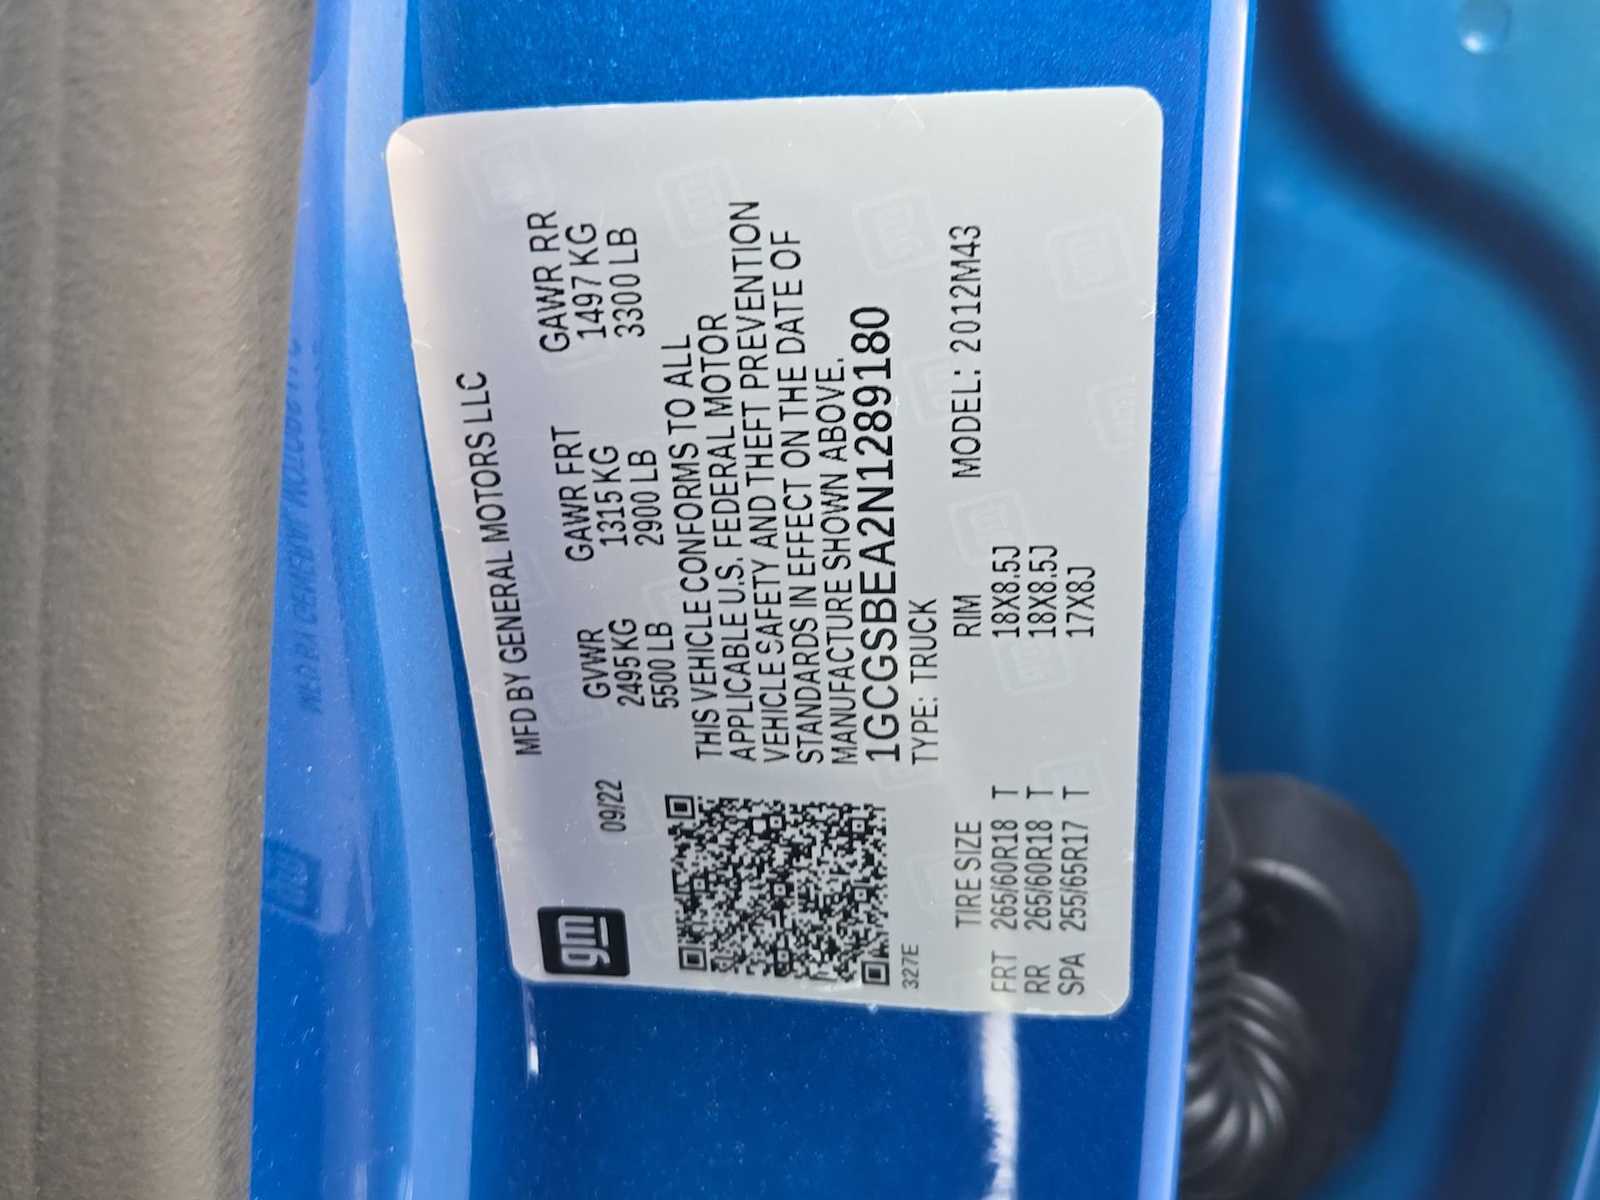 gm
MFD BY GENERAL MOTORS LLC
09/22 GVWR GAWR FRT GAWR RR
2495 KG 1315 KG 1497 KG
5500 LB 2900 LB 3300 LB
THIS VEHICLE CONFORMS TO ALL
APPLICABLE U.S. FEDERAL MOTOR
VEHICLE SAFETY AND THEFT PREVENTION
STANDARDS IN EFFECT ON THE DATE OF
MANUFACTURE SHOWN ABOVE.
1GCGSBEA2N1289180
327E TYPE: TRUCK
TIRE SIZE RIM MODEL: 2012M43
FRT 265/60R18 T 18X8.5J
RR 265/60R18 T 18X8.5J
SPA 255/65R17 T 17X8J